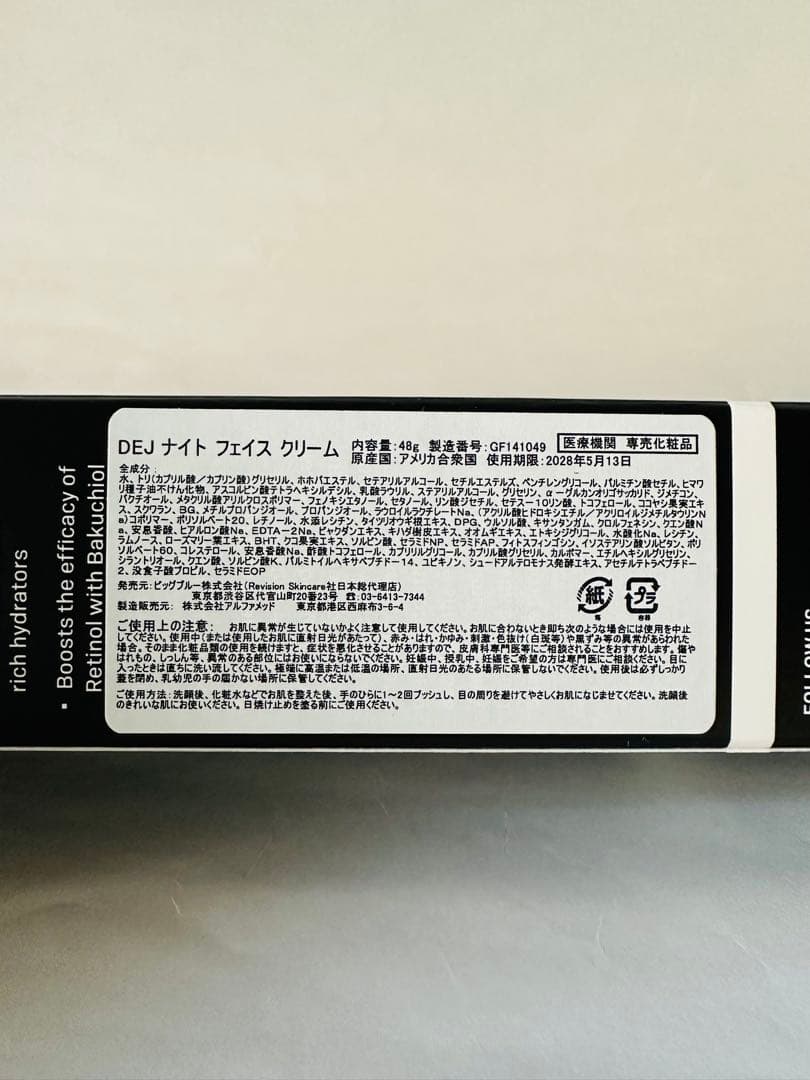 rich hydrators
▪ Boosts the efficacy of
Retinol with Bakuchiol
DEJ ナイト フェイス クリーム
内容量:48g 製造番号:GF141049
医療機関 専売化粧品
原産国:アメリカ合衆国 使用期限:2028年5月13日
全成分:
水、トリ(カプリル酸/カプリン酸)グリセリル、ホホバエステル、セテアリルアルコール、セチルエステルズ、ペンチレングリコール、パルミチン酸セチル、ヒマワ
リ種子油不けん化物、アスコルビン酸テトラヘキシルデシル、乳酸ラウリル、ステアリルアルコール、グリセリン、α-グルカンオリゴサッカリド、ジメチコン、
バクチオール、メタクリル酸アリルクロスポリマー、フェノキシエタノール、セタノール、リン酸ジセチル、セテス-10リン酸、トコフェロール、ココヤシ果実エキ
ス、スクワラン、BG、メチルプロパンジオール、プロパンジオール、ラウロイルラクチレートNa、(アクリル酸ヒドロキシエチル/アクリロイルジメチルタウリンN
a)コポリマー、ポリソルベート20、レチノール、水添レシチン、タイツリオウギ根エキス、DPG、ウルソル酸、キサンタンガム、クロルフェネシン、クエン酸N
a、安息香酸、ヒアルロン酸Na、EDTA-2Na、ビャクダンエキス、キハダ樹皮エキス、オオムギエキス、エトキシジグリコール、水酸化Na、レシチン、
ラムノース、ローズマリー葉エキス、BHT、クコ果実エキス、ソルビン酸、セラミドNP、セラミドAP、フィトスフィンゴシン、イソステアリン酸ソルビタン、ポリ
ソルベート60、コレステロール、安息香酸Na、酢酸トコフェロール、カプリリルグリコール、カプリル酸グリセリル、カルボマー、エチルヘキシルグリセリン、
シラントリオール、クエン酸、ソルビン酸K、パルミトイルヘキサペプチド-14、ユビキノン、シュードアルテロモナス発酵エキス、アセチルテトラペプチド-
2、没食子酸プロピル、セラミドEOP
発売元:ビッグブルー株式会社(Revision Skincare社日本総代理店)
東京都渋谷区代官山町20番23号 ☎:03-6413-7344
製造販売元: 株式会社アルファメッド 東京都港区西麻布3-6-4
紙
箱
プラ
容器
ご使用上の注意: お肌に異常が生じていないかよく注意して使用してください。お肌に合わないとき即ち次のような場合には使用を中止
してください。使用中(または使用したお肌に直射日光があたって)、赤み・はれ・かゆみ・刺激・色抜け(白斑等)や黒ずみ等の異常があらわれた
場合。そのまま化粧品類の使用を続けますと、症状を悪化させることがありますので、皮膚科専門医等にご相談されることをおすすめします。傷や
はれもの、しっしん等、異常のある部位にはお使いにならないでください。妊娠中、授乳中、妊娠をご希望の方は専門医にご相談ください。目に
入ったときは直ちに洗い流してください。極端に高温または低温の場所、直射日光のあたる場所に保管しないでください。使用後は必ずしっかり
蓋を閉め、乳幼児の手の届かない場所に保管してください。
ご使用方法:洗顔後、化粧水などでお肌を整えた後、手のひらに1〜2回プッシュし、目の周りを避けてやさしくお肌になじませてください。洗顔後
のきれいな肌にお使いください。日焼け止めを塗る前にご使用ください。